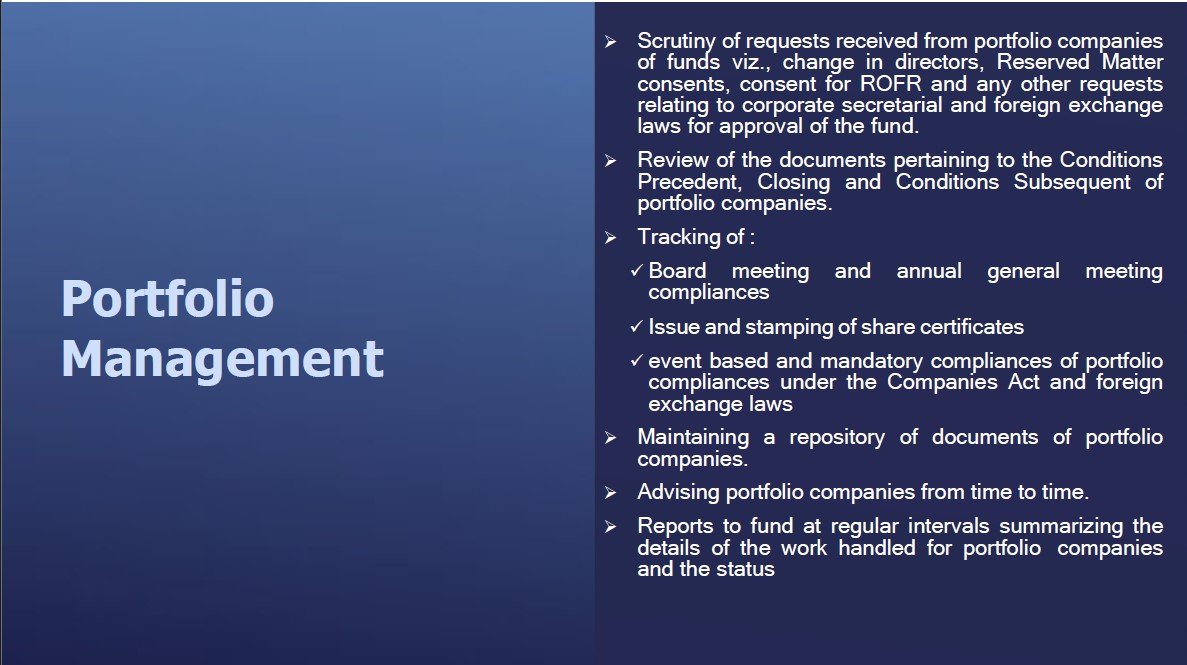 Portfolio
Management
➢ Scrutiny of requests received from portfolio companies
of funds viz., change in directors, Reserved Matter
consents, consent for ROFR and any other requests
relating to corporate secretarial and foreign exchange
laws for approval of the fund.
➢ Review of the documents pertaining to the Conditions
Precedent, Closing and Conditions Subsequent of
portfolio companies.
➢ Tracking of :
✓ Board meeting and annual general meeting
compliances
✓ Issue and stamping of share certificates
✓ event based and mandatory compliances of portfolio
compliances under the Companies Act and foreign
exchange laws
➢ Maintaining a repository of documents of portfolio
companies.
➢ Advising portfolio companies from time to time.
➢ Reports to fund at regular intervals summarizing the
details of the work handled for portfolio companies
and the status